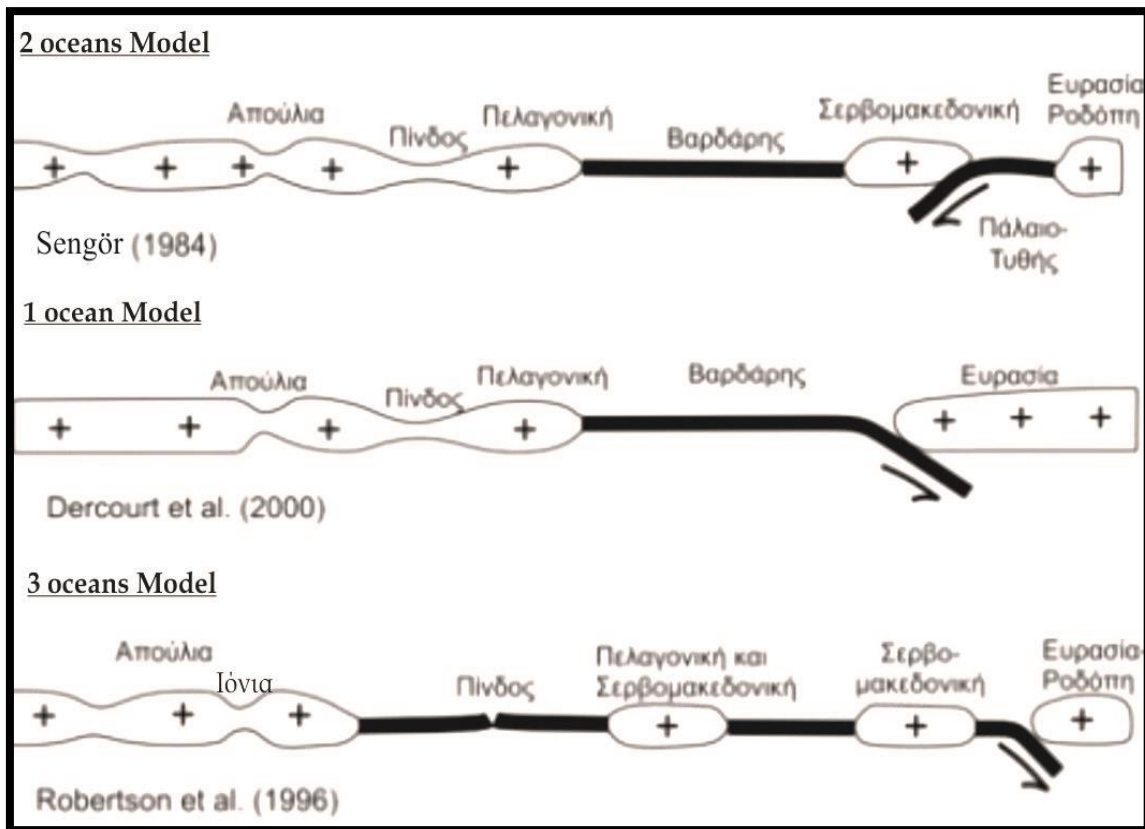 2 oceans Model
Απούλια
Πίνδος
Πελαγονική
Βαρδάρης
Σερβομακεδονική
Ευρασία
Ροδόπη
Πάλαιο-
Τυθής
Sengör (1984)
1 ocean Model
Απούλια
Πίνδος
Πελαγονική
Βαρδάρης
Ευρασία
Dercourt et al. (2000)
3 oceans Model
Απούλια
Ιόνια
Πίνδος
Πελαγονική και
Σερβομακεδονική
Σερβο-
μακεδονική
Ευρασία-
Ροδόπη
Robertson et al. (1996)